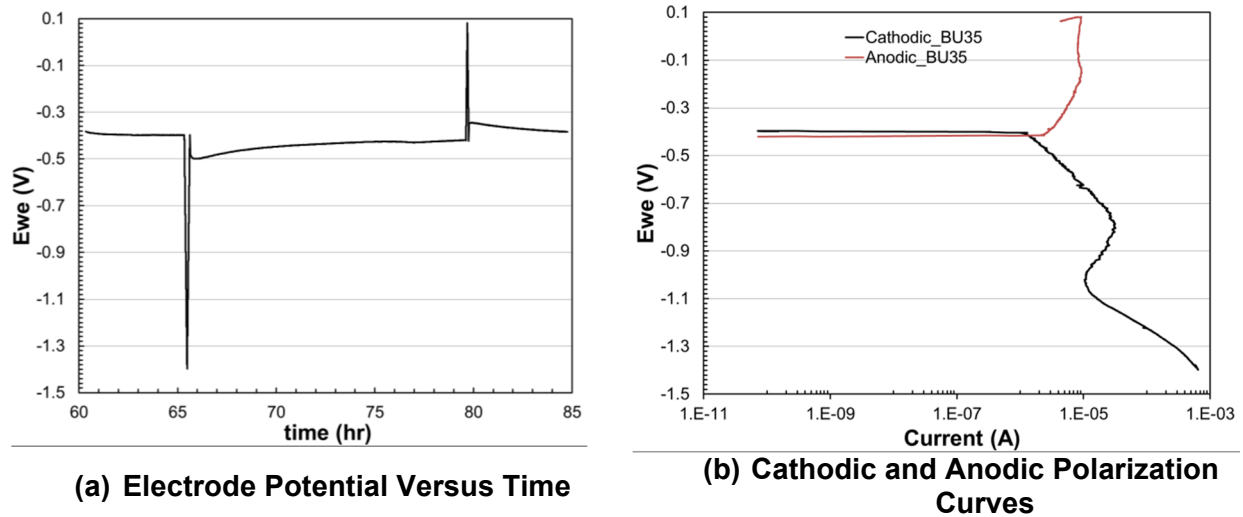 0.1
-0.1
-0.3
-0.5
-0.7
-0.9
-1.1
-1.3
-1.5
Ewe (V)
60
65
70
75
80
85
time (hr)
(a) Electrode Potential Versus Time
0.1
-0.1
-0.3
-0.5
-0.7
-0.9
-1.1
-1.3
-1.5
Ewe (V)
Cathodic_BU35
Anodic_BU35
1.E-11
1.E-09
1.E-07
1.E-05
1.E-03
Current (A)
(b) Cathodic and Anodic Polarization
Curves